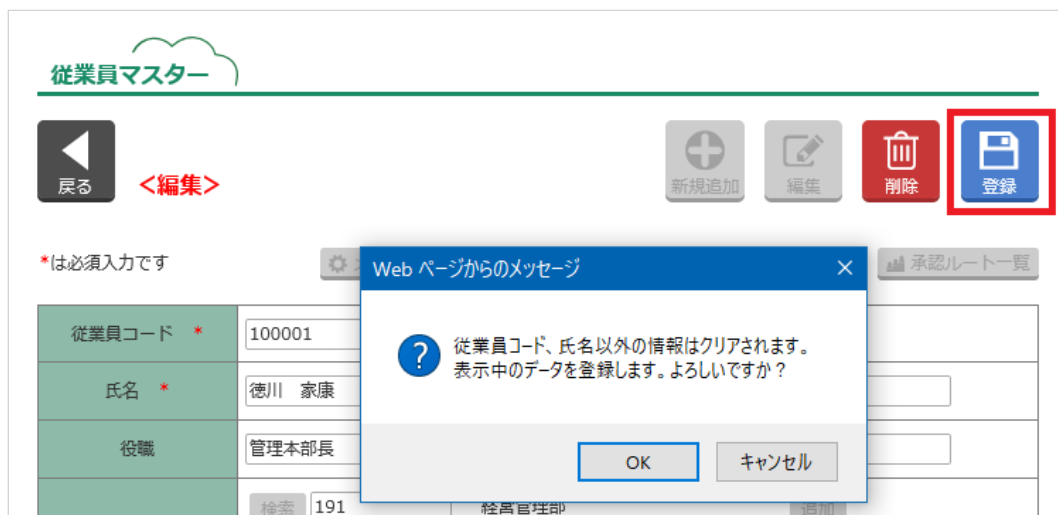 従業員マスター
戻る
<編集>
新規追加
編集
削除
登録
*は必須入力です
Web ページからのメッセージ
承認ルート一覧
従業員コード *
100001
従業員コード、氏名以外の情報はクリアされます。
表示中のデータを登録します。よろしいですか?
氏名 *
徳川 家康
役職
管理本部長
OK
キャンセル
検索
191
経営管理部
追加